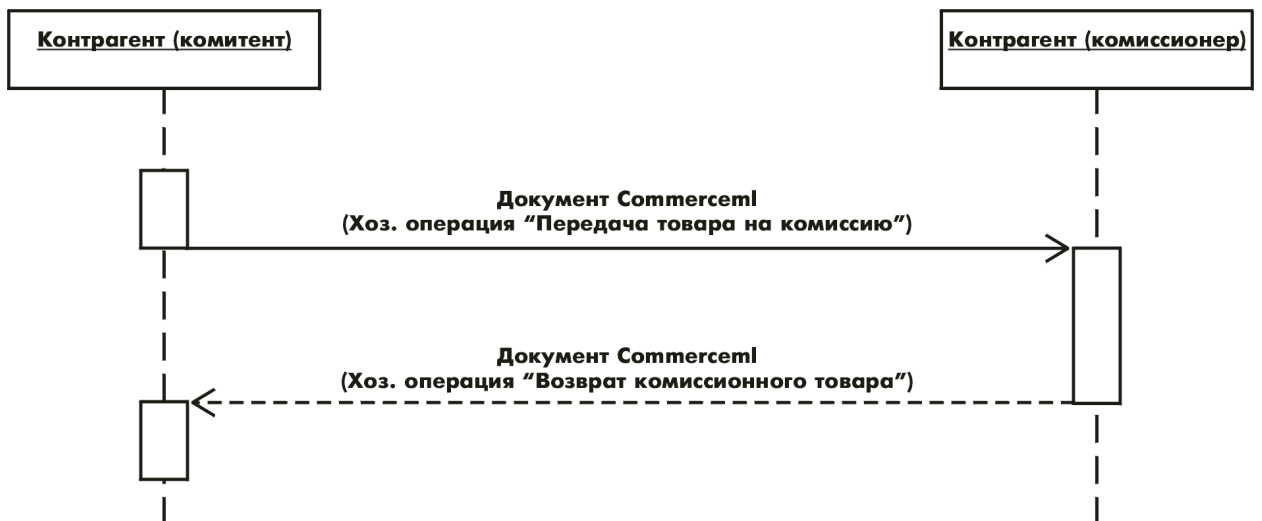 Контрагент (комитент)
Контрагент (комиссионер)
Документ Commerceml
(Хоз. операция “Передача товара на комиссию”)
Документ Commerceml
(Хоз. операция “Возврат комиссионного товара”)